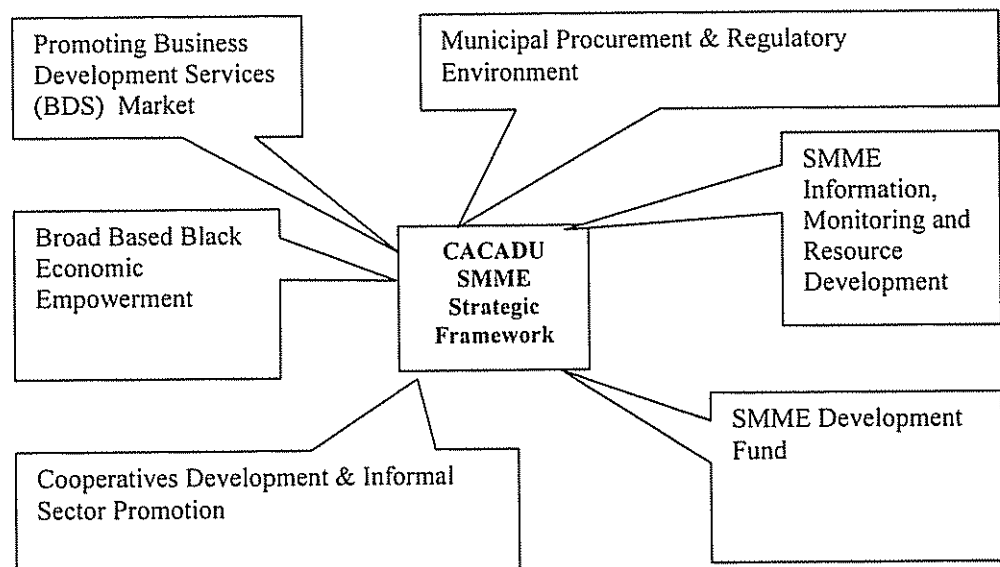 Promoting Business
Development Services
(BDS) Market
Municipal Procurement & Regulatory
Environment
SMME
Information,
Monitoring and
Resource
Development
Broad Based Black
Economic
Empowerment
CACADU
SMME
Strategic
Framework
SMME Development
Fund
Cooperatives Development & Informal
Sector Promotion